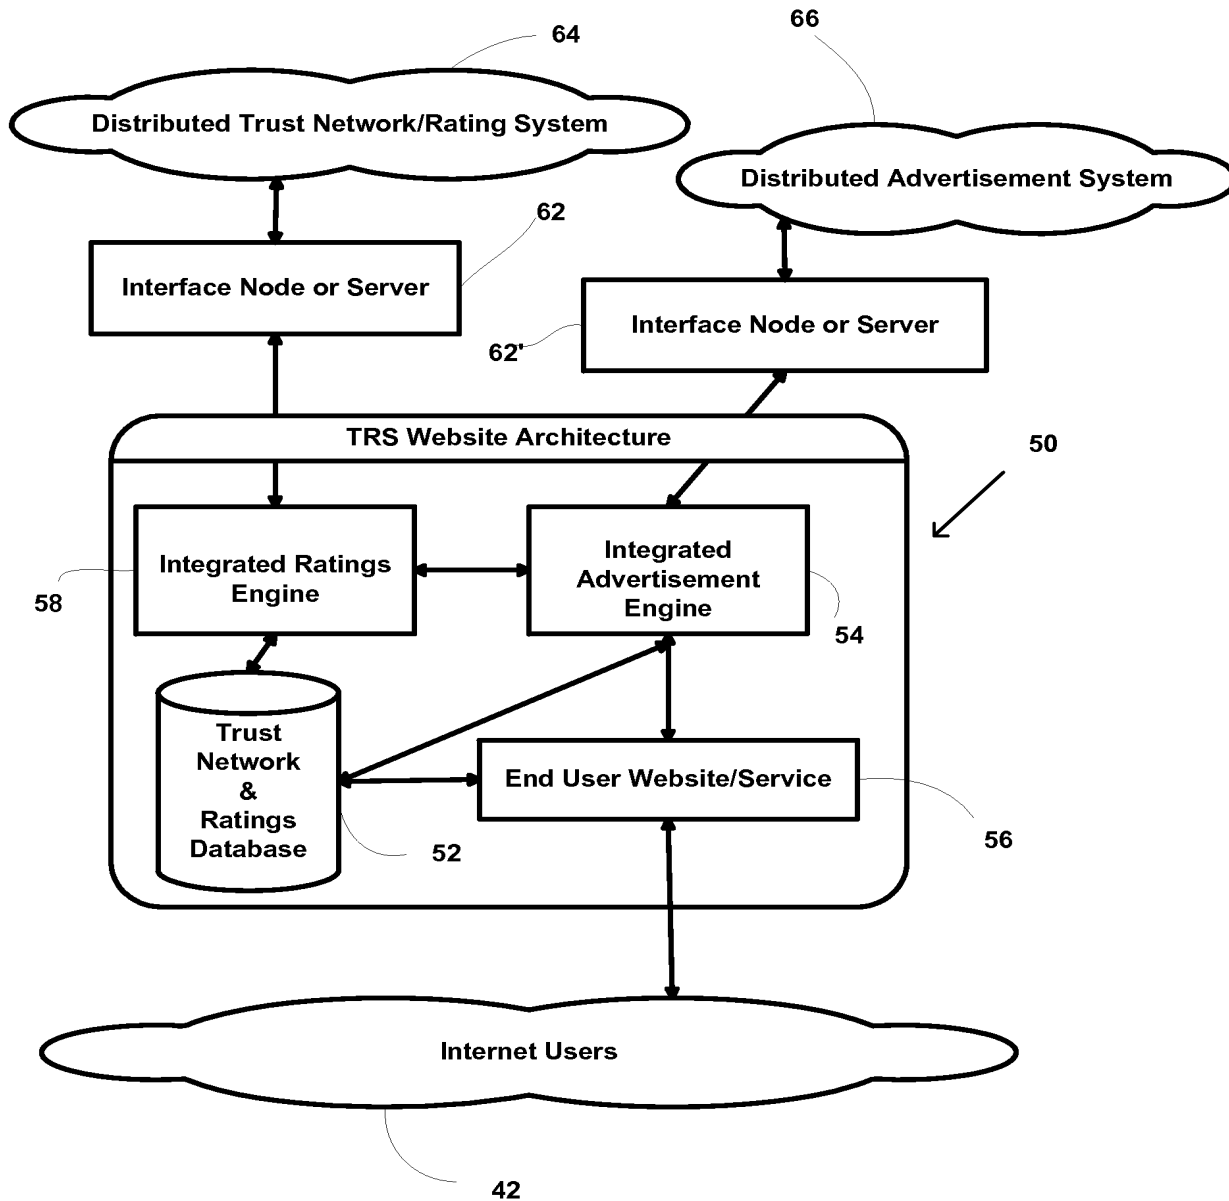 66
64
Distributed Trust Network/Rating System
Distributed Advertisement System
62
Interface Node or Server
Interface Node or Server
62'
TRS Website Architecture
50
Integrated Ratings
Engine
Integrated
Advertisement
Engine
58
54
Trust
Network
&
Ratings
Database
End User Website/Service
52
56
Internet Users
42